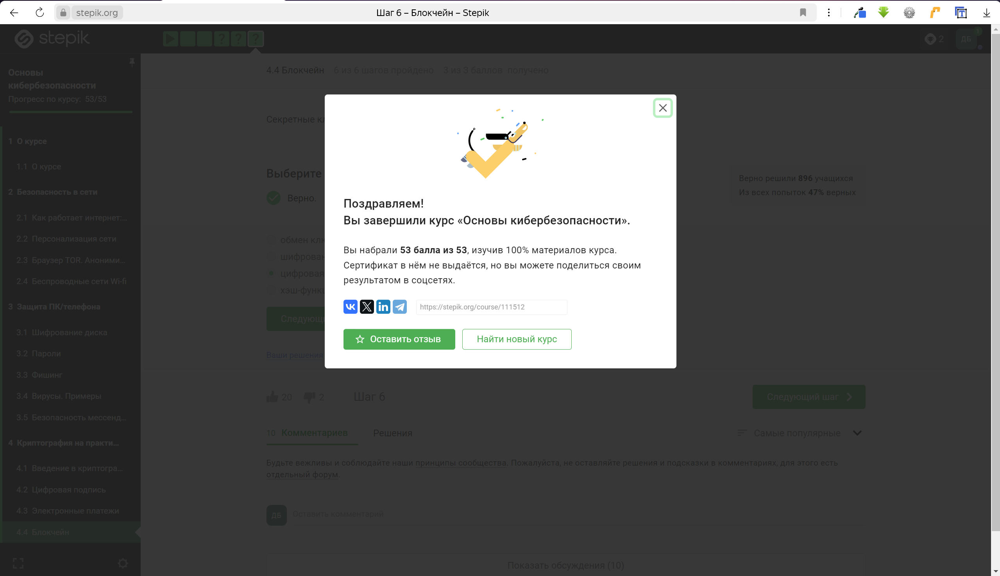 stepik.org
Шаг 6 – Блокчейн – Stepik
stepik
? ? ?
2
ДБ
1
Основы
кибербезопасности
Прогресс по курсу: 53/53
1 О курсе
1.1 О курсе
2 Безопасность в сети
2.1 Как работает интернет:...
2.2 Персонализация сети
2.3 Браузер TOR. Аноними...
2.4 Беспроводные сети Wi-fi
3 Защита ПК/телефона
3.1 Шифрование диска
3.2 Пароли
3.3 Фишинг
3.4 Вирусы. Примеры
3.5 Безопасность мессенд...
4 Криптография на практи...
4.1 Введение в криптогра...
4.2 Цифровая подпись
4.3 Электронные платежи
4.4 Блокчейн
4.4 Блокчейн 6 из 6 шагов пройдено 3 из 3 баллов получено
Секретные кл
Выберите
Верно.
Верно решили 896 учащихся
Из всех попыток 47% верных
обмен клю
шифрован
цифровая
хэш-функц
Следующ
Ваши решения
Поздравляем!
Вы завершили курс «Основы кибербезопасности».
Вы набрали 53 балла из 53, изучив 100% материалов курса.
Сертификат в нём не выдаётся, но вы можете поделиться своим
результатом в соцсетях.
https://stepik.org/course/111512
Оставить отзыв
Найти новый курс
20 2 Шаг 6
Следующий шаг
10 Комментариев Решения
Самые популярные
Будьте вежливы и соблюдайте наши принципы сообщества. Пожалуйста, не оставляйте решения и подсказки в комментариях, для этого есть
отдельный форум.
ДБ
Оставить комментарий
Показать обсуждения (10)